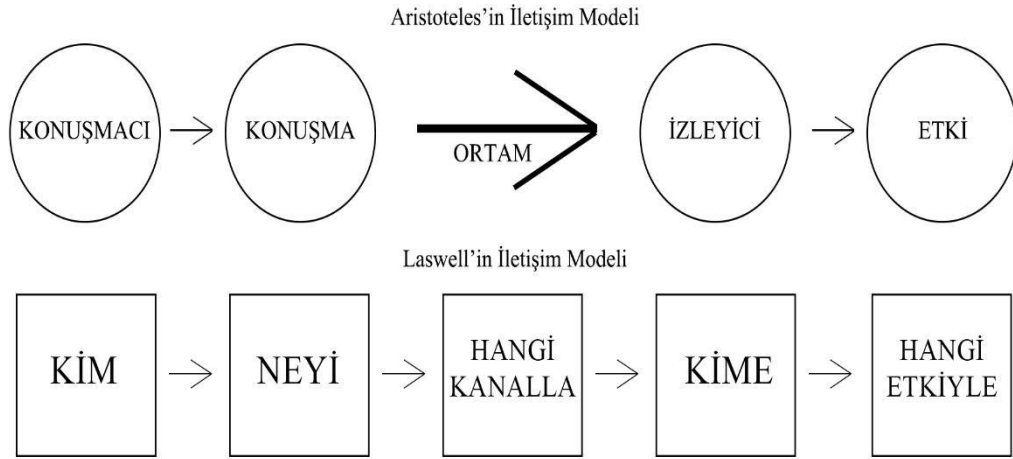 Aristoteles’in İletişim Modeli
KONUŞMACI
KONUŞMA
ORTAM
İZLEYİCİ
ETKİ
Laswell’in İletişim Modeli
KİM
NEYİ
HANGİ
KANALLA
KİME
HANGİ
ETKİYLE